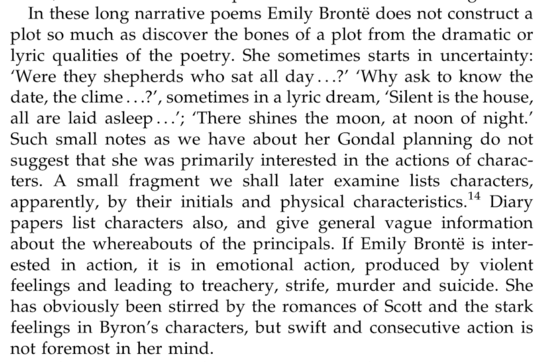 In these long narrative poems Emily Brontë does not construct a
plot so much as discover the bones of a plot from the dramatic or
lyric qualities of the poetry. She sometimes starts in uncertainty:
‘Were they shepherds who sat all day…?’ ‘Why ask to know the
date, the clime…?’, sometimes in a lyric dream, ‘Silent is the house,
all are laid asleep…’; ‘There shines the moon, at noon of night.’
Such small notes as we have about her Gondal planning do not
suggest that she was primarily interested in the actions of charac-
ters. A small fragment we shall later examine lists characters,
apparently, by their initials and physical characteristics.14 Diary
papers list characters also, and give general vague information
about the whereabouts of the principals. If Emily Brontë is inter-
ested in action, it is in emotional action, produced by violent
feelings and leading to treachery, strife, murder and suicide. She
has obviously been stirred by the romances of Scott and the stark
feelings in Byron’s characters, but swift and consecutive action is
not foremost in her mind.